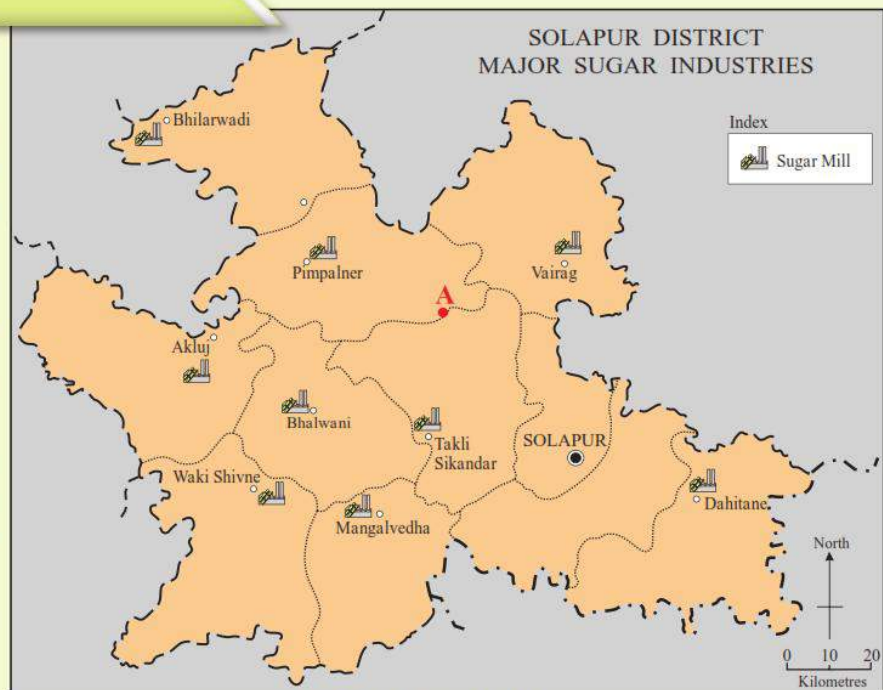 SOLAPUR DISTRICT
MAJOR SUGAR INDUSTRIES
Index
Sugar Mill
Bhilarwadi
Pimpalner
Vairag
A
Akluj
Bhalwani
Takli
Sikandar
SOLAPUR
Waki Shivne
Mangalvedha
Dahitane
North
0 10 20
Kilometres